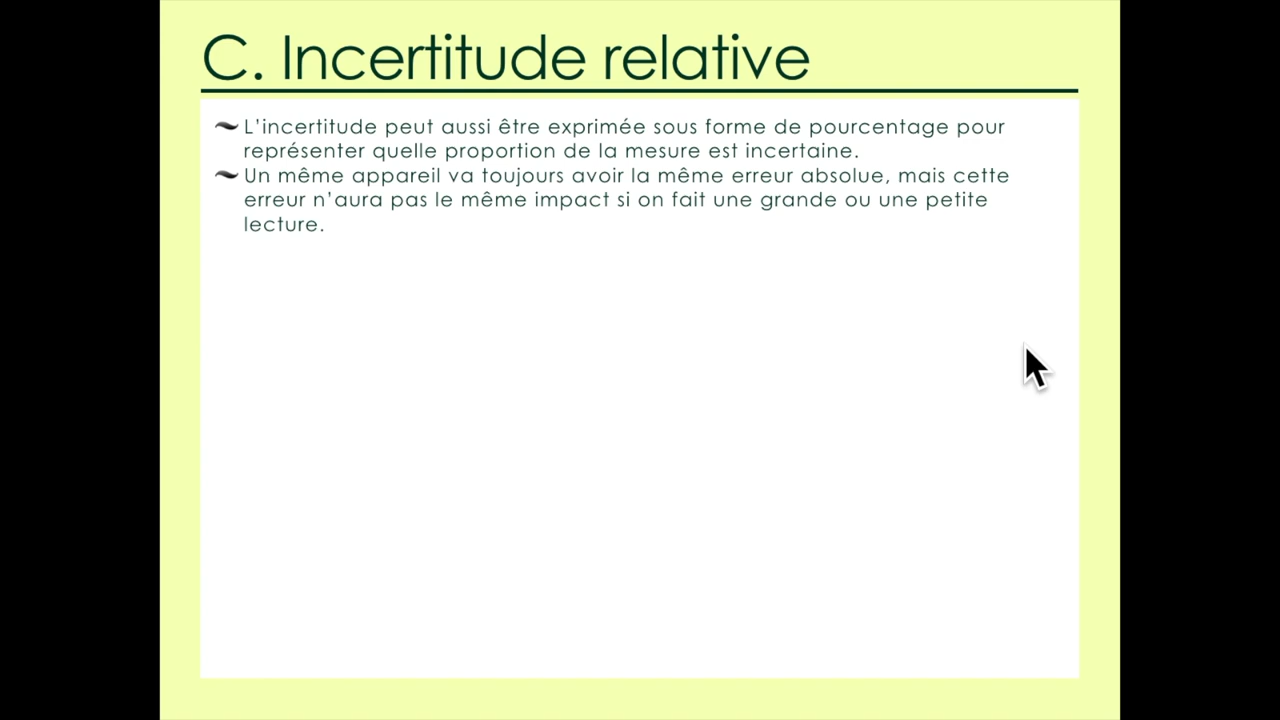 C. Incertitude relative
L’incertitude peut aussi être exprimée sous forme de pourcentage pour
représenter quelle proportion de la mesure est incertaine.
Un même appareil va toujours avoir la même erreur absolue, mais cette
erreur n’aura pas le même impact si on fait une grande ou une petite
lecture.